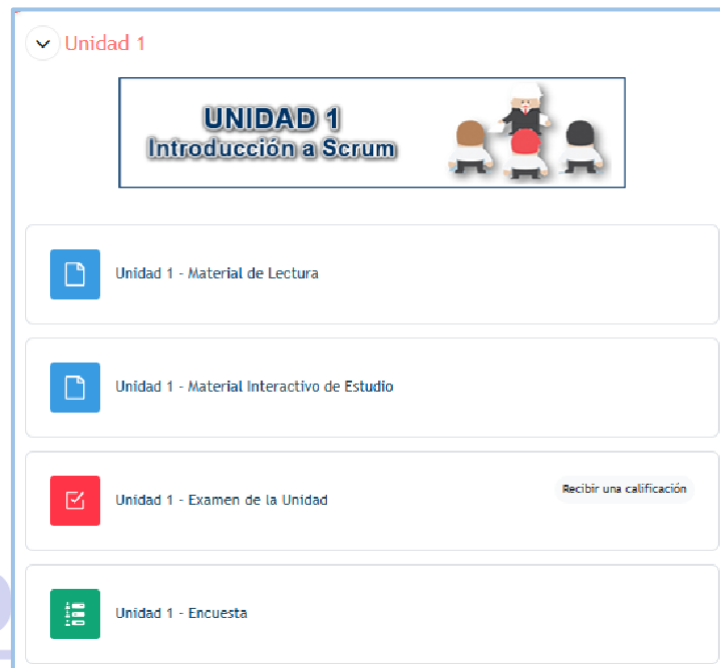 Unidad 1
UNIDAD 1
Introducción a Scrum
Unidad 1 - Material de Lectura
Unidad 1 - Material Interactivo de Estudio
Unidad 1 - Examen de la Unidad
Recibir una calificación
Unidad 1 - Encuesta